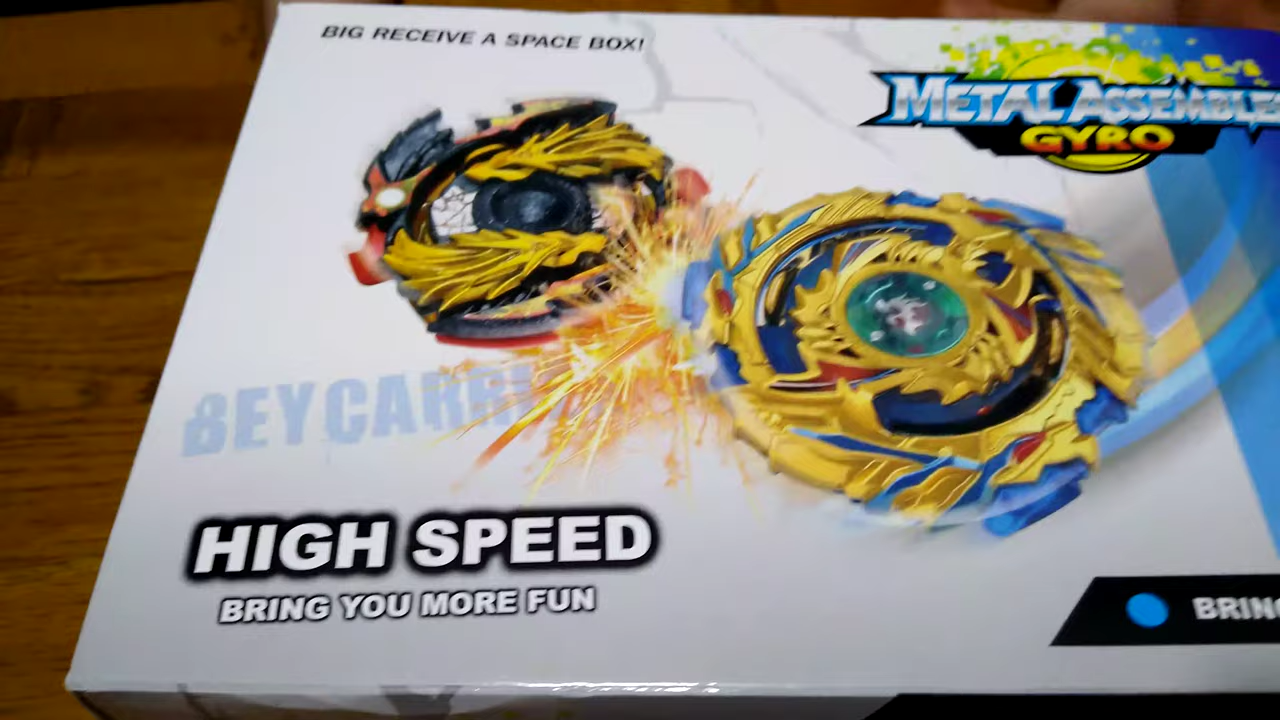 BIG RECEIVE A SPACE BOX!
METAL ASSEMBLE
GYRO
HIGH SPEED
BRING YOU MORE FUN